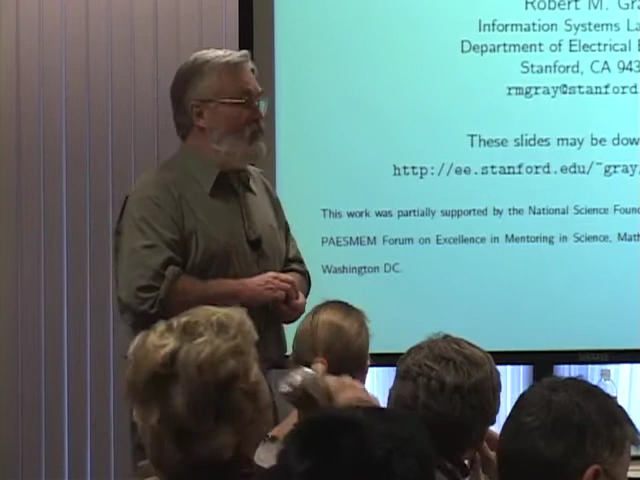 Robert M. Gra
Information Systems La
Department of Electrical E
Stanford, CA 943
rmgray@stanford.
These slides may be dow
http://ee.stanford.edu/~gray/
This work was partially supported by the National Science Foun
PAESMEM Forum on Excellence in Mentoring in Science, Math
Washington DC.